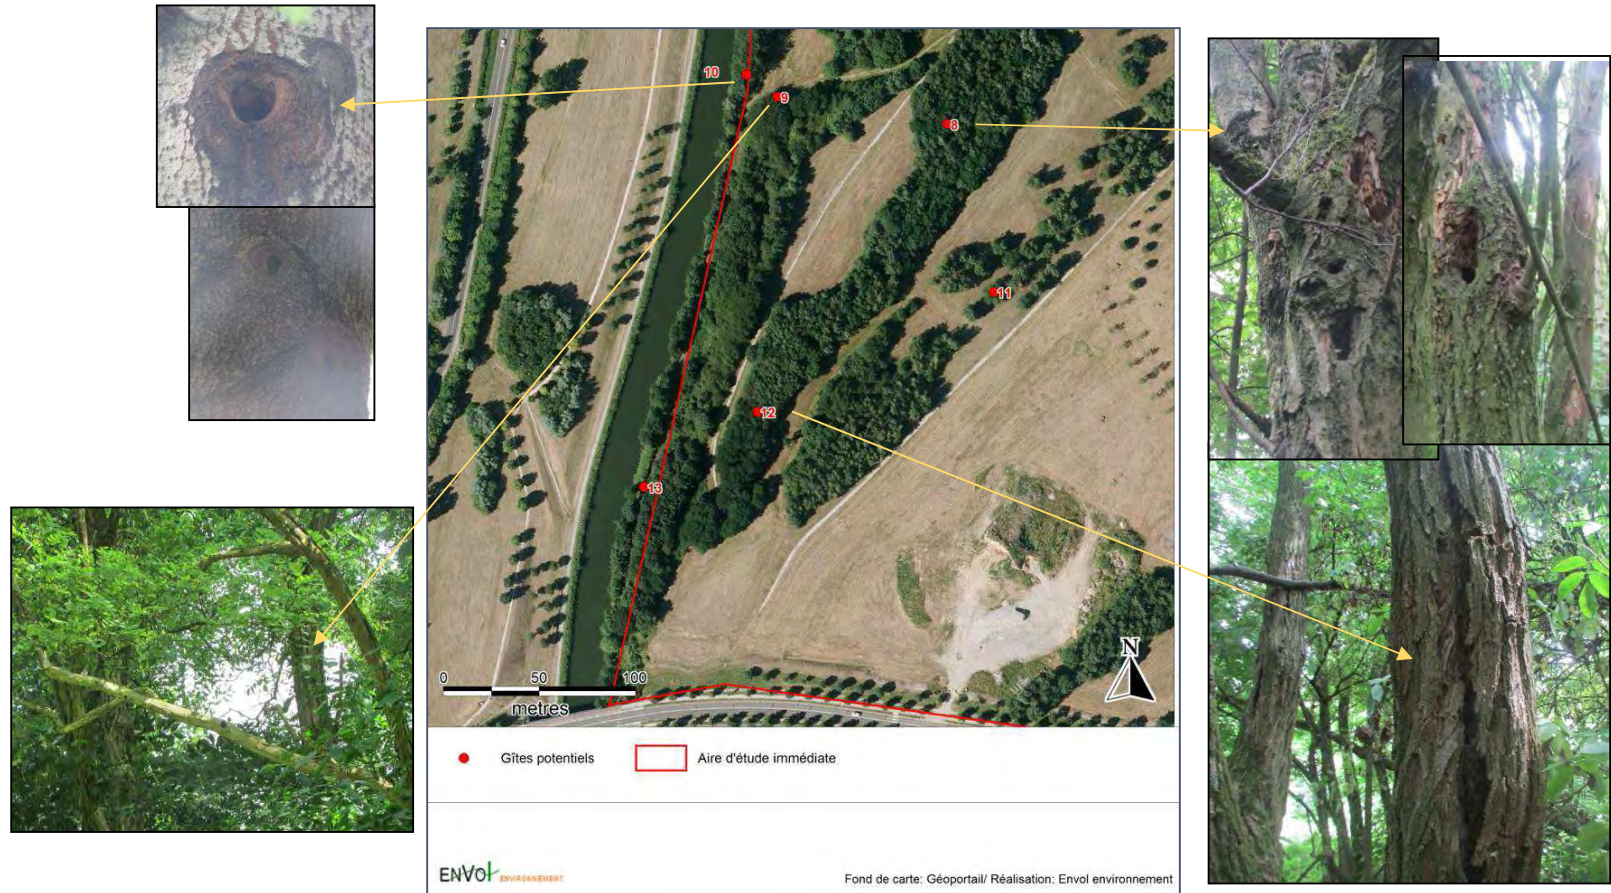 10
9
8
11
12
13
N
0 50 100
metres
Gîtes potentiels Aire d'étude immédiate
ENVOl ENVIRONNEMENT
Fond de carte: Géoportail/ Réalisation: Envol environnement